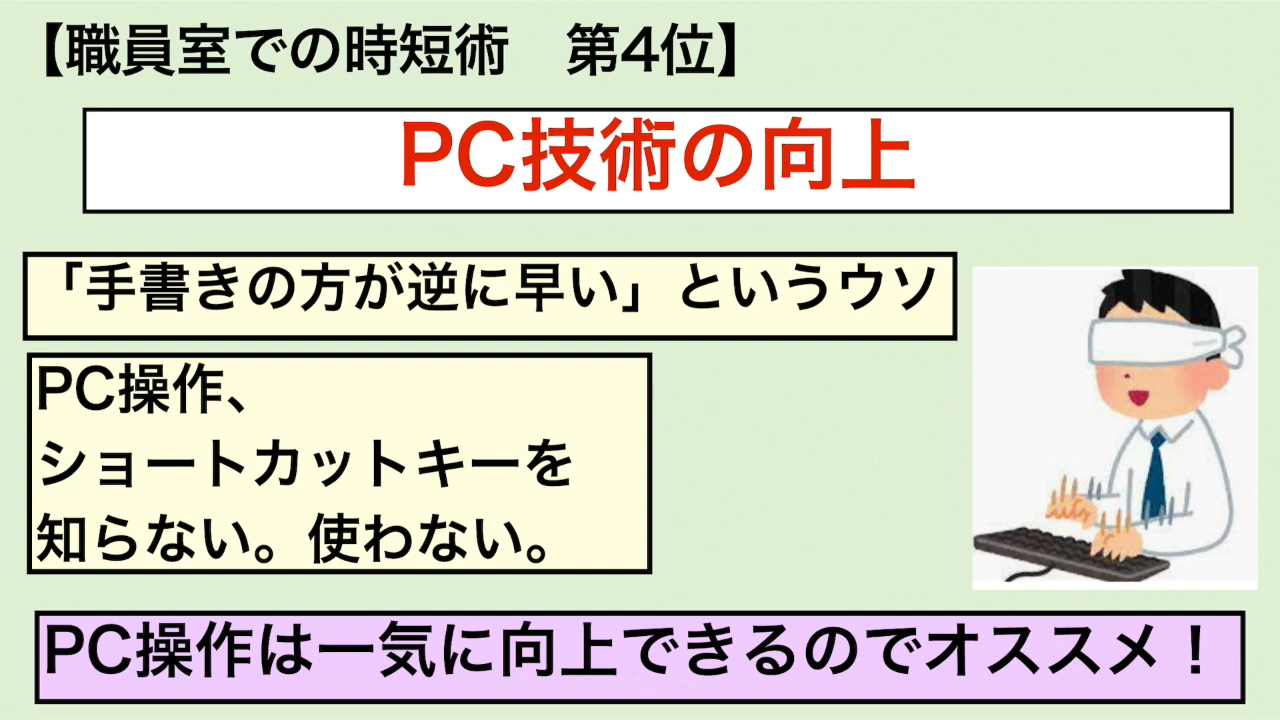 【職員室での時短術　第4位】
PC技術の向上
「手書きの方が逆に早い」というウソ
PC操作、
ショートカットキーを
知らない。使わない。
PC操作は一気に向上できるのでオススメ！